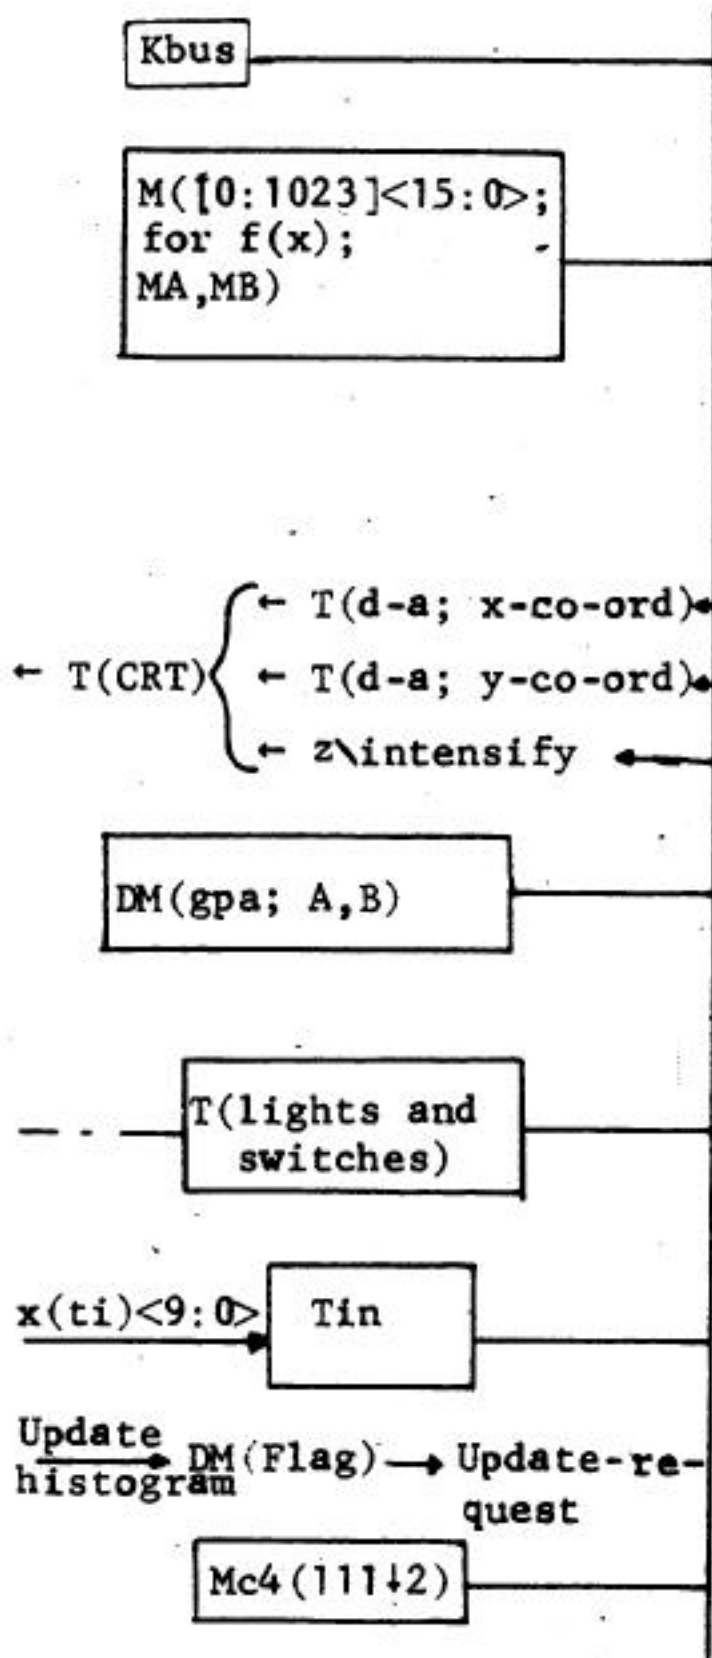 Kbus
M([0:1023]<15:0>;
for f(x);
MA,MB)
← T(d-a; x-co-ord)
← T(CRT)
← T(d-a; y-co-ord)
← z\intensify
DM(gpa; A,B)
T(lights and
switches)
x(ti)<9:0>
Tin
Update
histogram
DM(Flag) → Update-re-
quest
Mc4(111↓2)